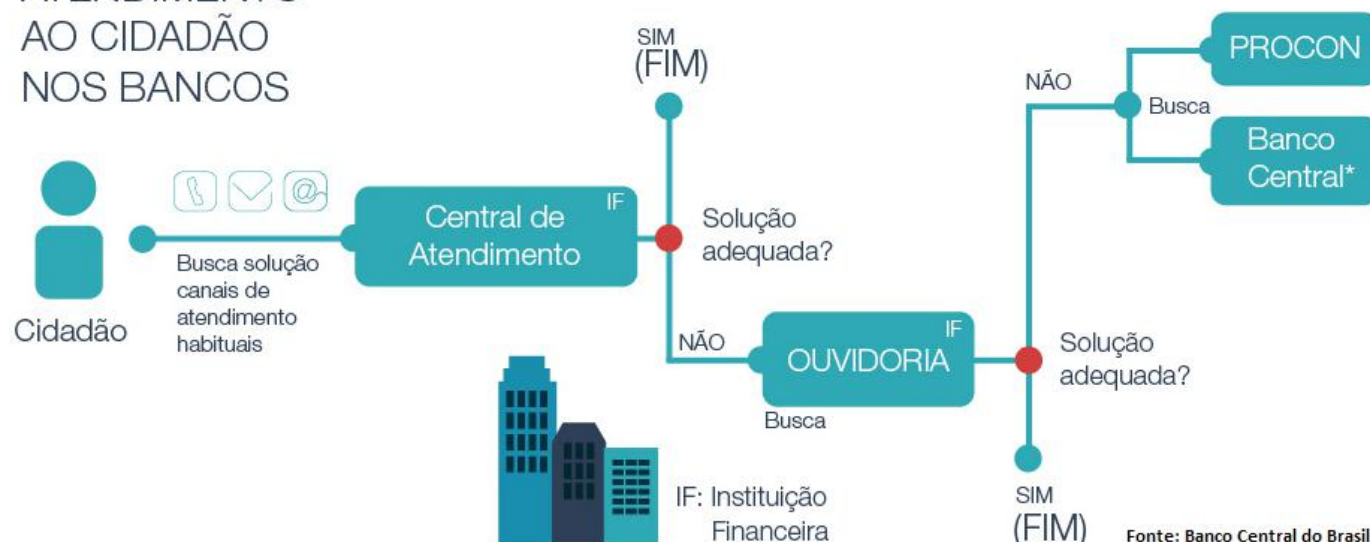 AO CIDADÃO
NOS BANCOS
Cidadão
Busca solução
canais de
atendimento
habituais
Central de
Atendimento
IF
SIM
(FIM)
Solução
adequada?
NÃO
OUVIDORIA
IF
Busca
Solução
adequada?
SIM
(FIM)
NÃO
Busca
PROCON
Banco
Central*
IF: Instituição
Financeira
Fonte: Banco Central do Brasil